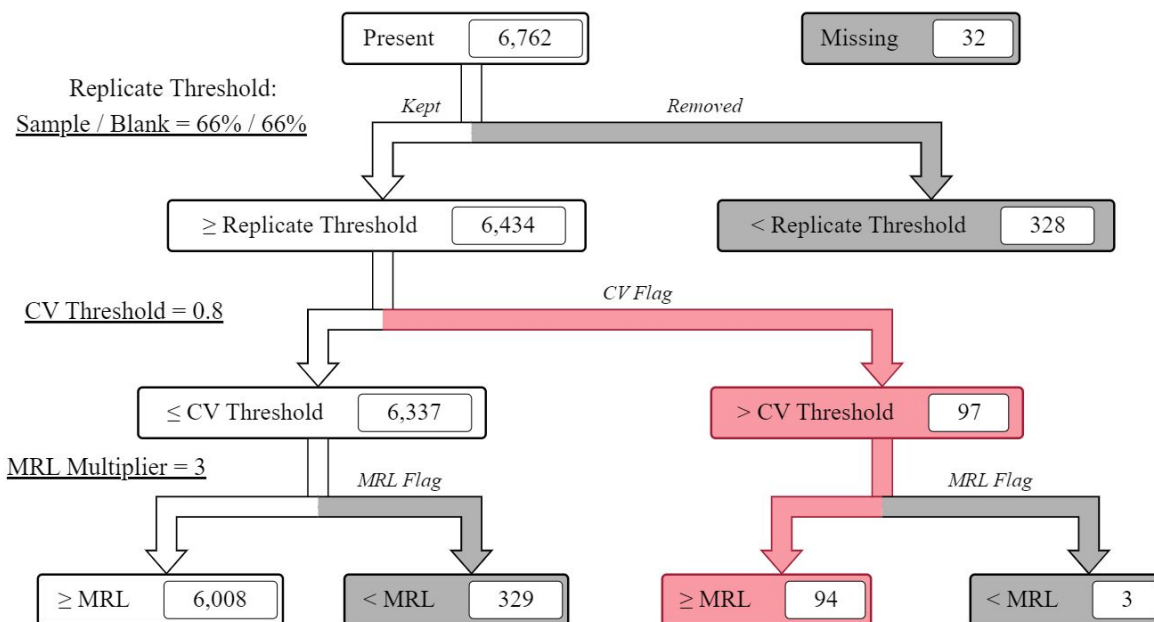 Present 6,762
Missing 32
Replicate Threshold:
Sample / Blank = 66% / 66%
Kept
Removed
≥ Replicate Threshold 6,434
< Replicate Threshold 328
CV Threshold = 0.8
CV Flag
≤ CV Threshold 6,337
> CV Threshold 97
MRL Multiplier = 3
MRL Flag
MRL Flag
≥ MRL 6,008
< MRL 329
≥ MRL 94
< MRL 3